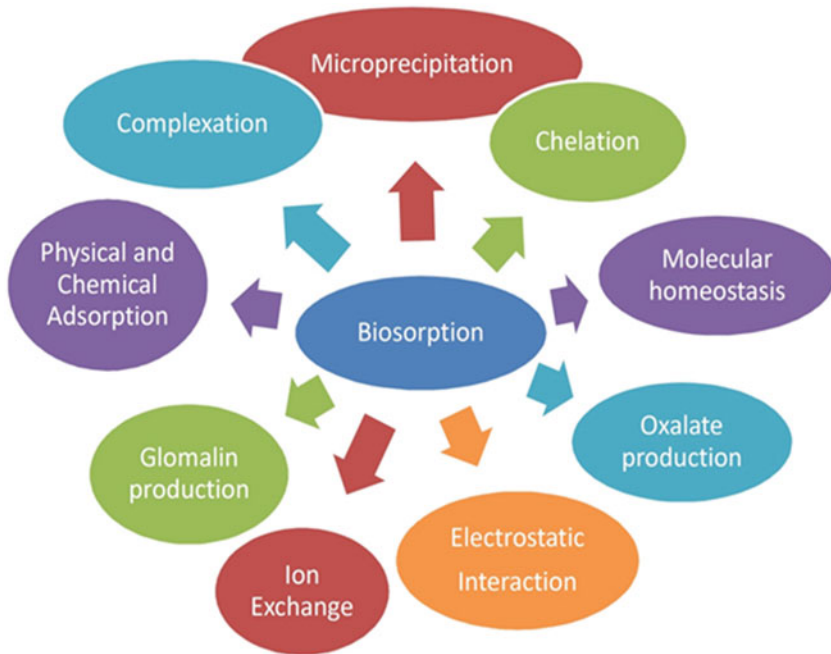 Microprecipitation
Complexation
Chelation
Physical and
Chemical
Adsorption
Molecular
homeostasis
Biosorption
Glomalin
production
Oxalate
production
Ion
Exchange
Electrostatic
Interaction